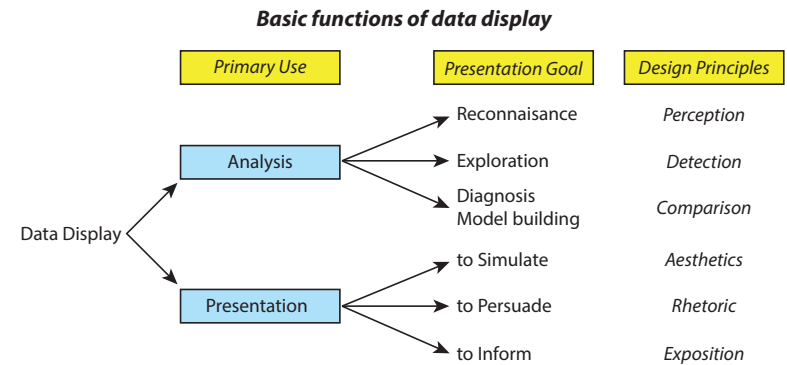 Basic functions of data display
Primary Use
Presentation Goal
Design Principles
Reconnaisance
Perception
Analysis
Exploration
Detection
Diagnosis
Model building
Comparison
Data Display
to Simulate
Aesthetics
Presentation
to Persuade
Rhetoric
to Inform
Exposition